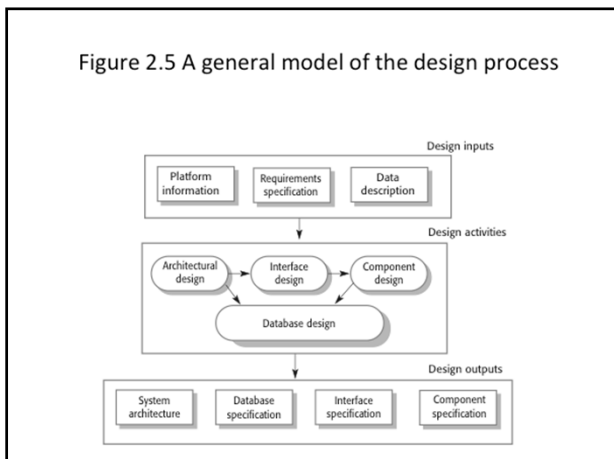 Figure 2.5 A general model of the design process
Design inputs
Platform
information
Requirements
specification
Data
description
Design activities
Architectural
design
Interface
design
Component
design
Database design
Design outputs
System
architecture
Database
specification
Interface
specification
Component
specification